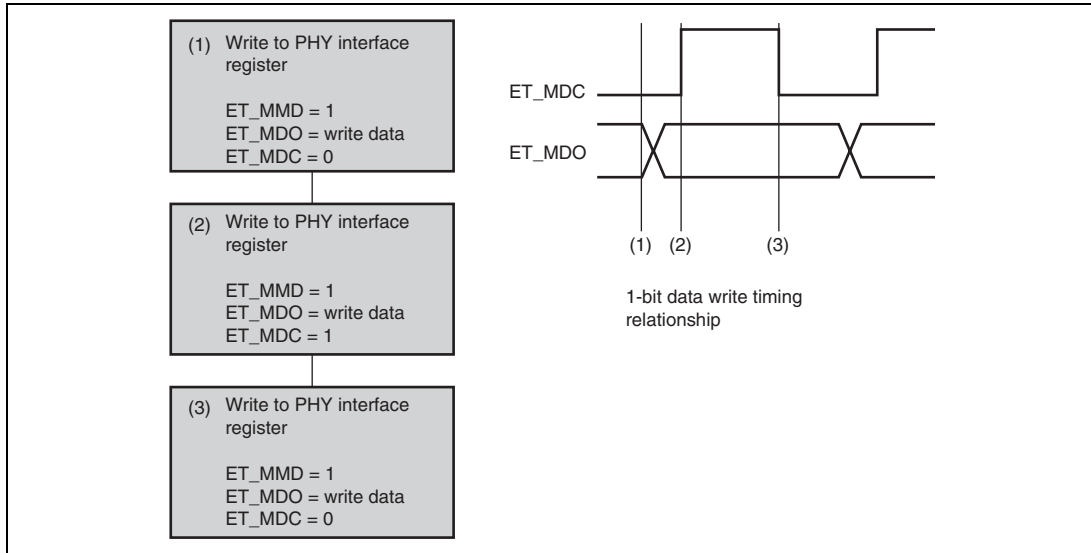 (1) Write to PHY interface
register
ET_MMD = 1
ET_MDO = write data
ET_MDC = 0
(2) Write to PHY interface
register
ET_MMD = 1
ET_MDO = write data
ET_MDC = 1
(3) Write to PHY interface
register
ET_MMD = 1
ET_MDO = write data
ET_MDC = 0
ET_MDC
ET_MDO
(1) (2) (3)
1-bit data write timing
relationship